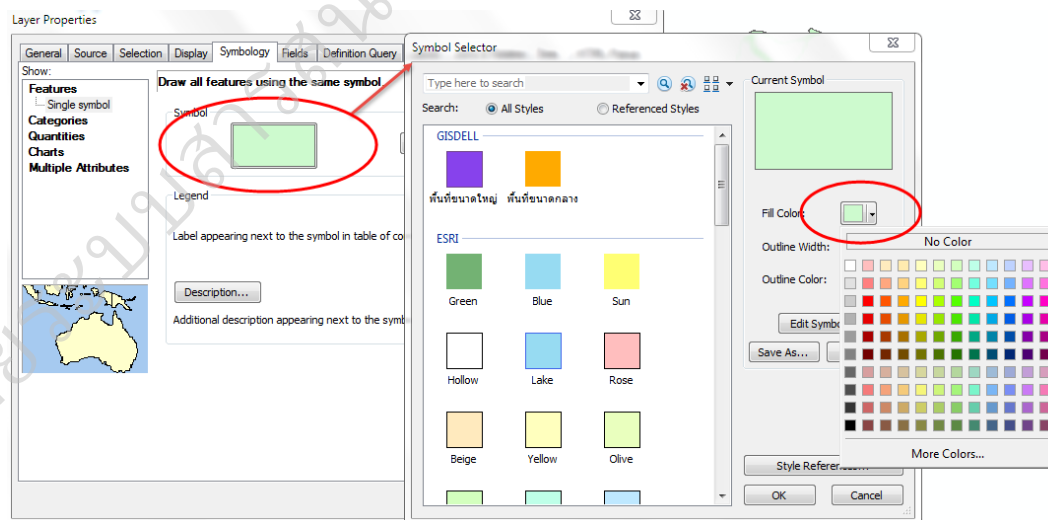 Layer Properties
General Source Selection Display Symbology Fields Definition Query
Show:
Features
Single symbol
Categories
Quantities
Charts
Multiple Attributes
Draw all features using the same symbol
Symbol
Legend
Label appearing next to the symbol in table of co
Description...
Additional description appearing next to the symb
Symbol Selector
Type here to search
Search: All Styles Referenced Styles
GISDELL
พื้นที่ขนาดใหญ่ พื้นที่ขนาดกลาง
ESRI
Green Blue Sun
Hollow Lake Rose
Beige Yellow Olive
Current Symbol
Fill Color:
Outline Width:
Outline Color:
Edit Symbo
Save As...
No Color
More Colors...
Style References...
OK Cancel